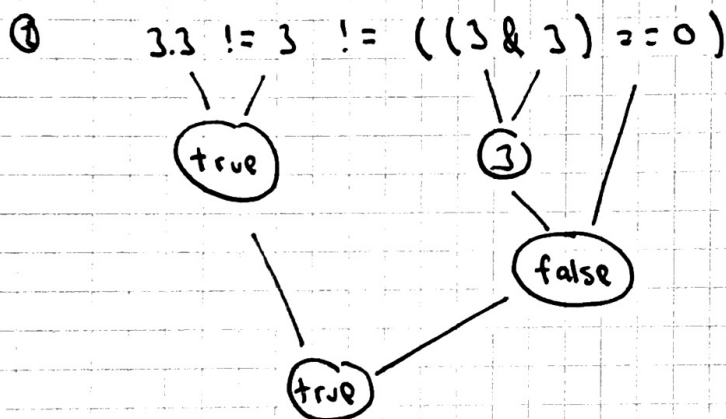 ① 3.3 != 3 != ((3 & 3) == 0)
true
3
false
true